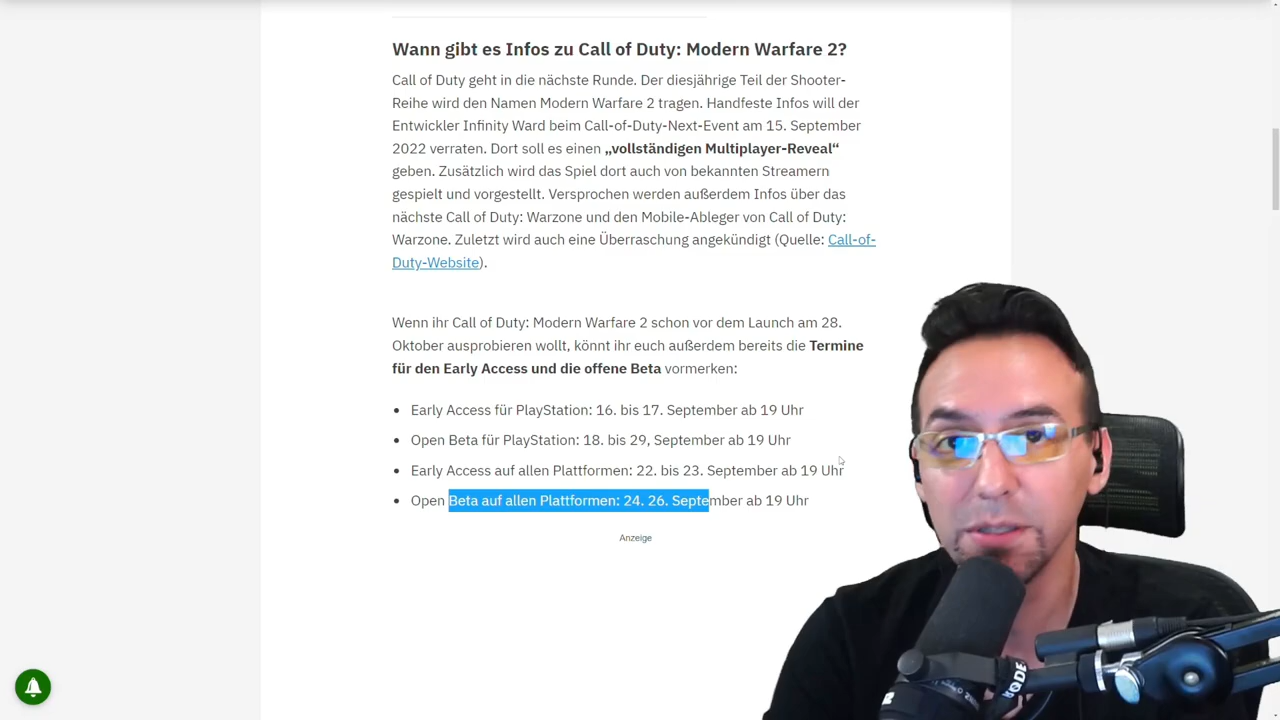 Wann gibt es Infos zu Call of Duty: Modern Warfare 2?
Call of Duty geht in die nächste Runde. Der diesjährige Teil der Shooter-
Reihe wird den Namen Modern Warfare 2 tragen. Handfeste Infos will der
Entwickler Infinity Ward beim Call-of-Duty-Next-Event am 15. September
2022 verraten. Dort soll es einen „vollständigen Multiplayer-Reveal“
geben. Zusätzlich wird das Spiel dort auch von bekannten Streamern
gespielt und vorgestellt. Versprochen werden außerdem Infos über das
nächste Call of Duty: Warzone und den Mobile-Ableger von Call of Duty:
Warzone. Zuletzt wird auch eine Überraschung angekündigt (Quelle: Call-of-
Duty-Website).
Wenn ihr Call of Duty: Modern Warfare 2 schon vor dem Launch am 28.
Oktober ausprobieren wollt, könnt ihr euch außerdem bereits die Termine
für den Early Access und die offene Beta vormerken:
• Early Access für PlayStation: 16. bis 17. September ab 19 Uhr
• Open Beta für PlayStation: 18. bis 29, September ab 19 Uhr
• Early Access auf allen Plattformen: 22. bis 23. September ab 19 Uhr
• Open Beta auf allen Plattformen: 24. 26. September ab 19 Uhr
Anzeige
RØDE